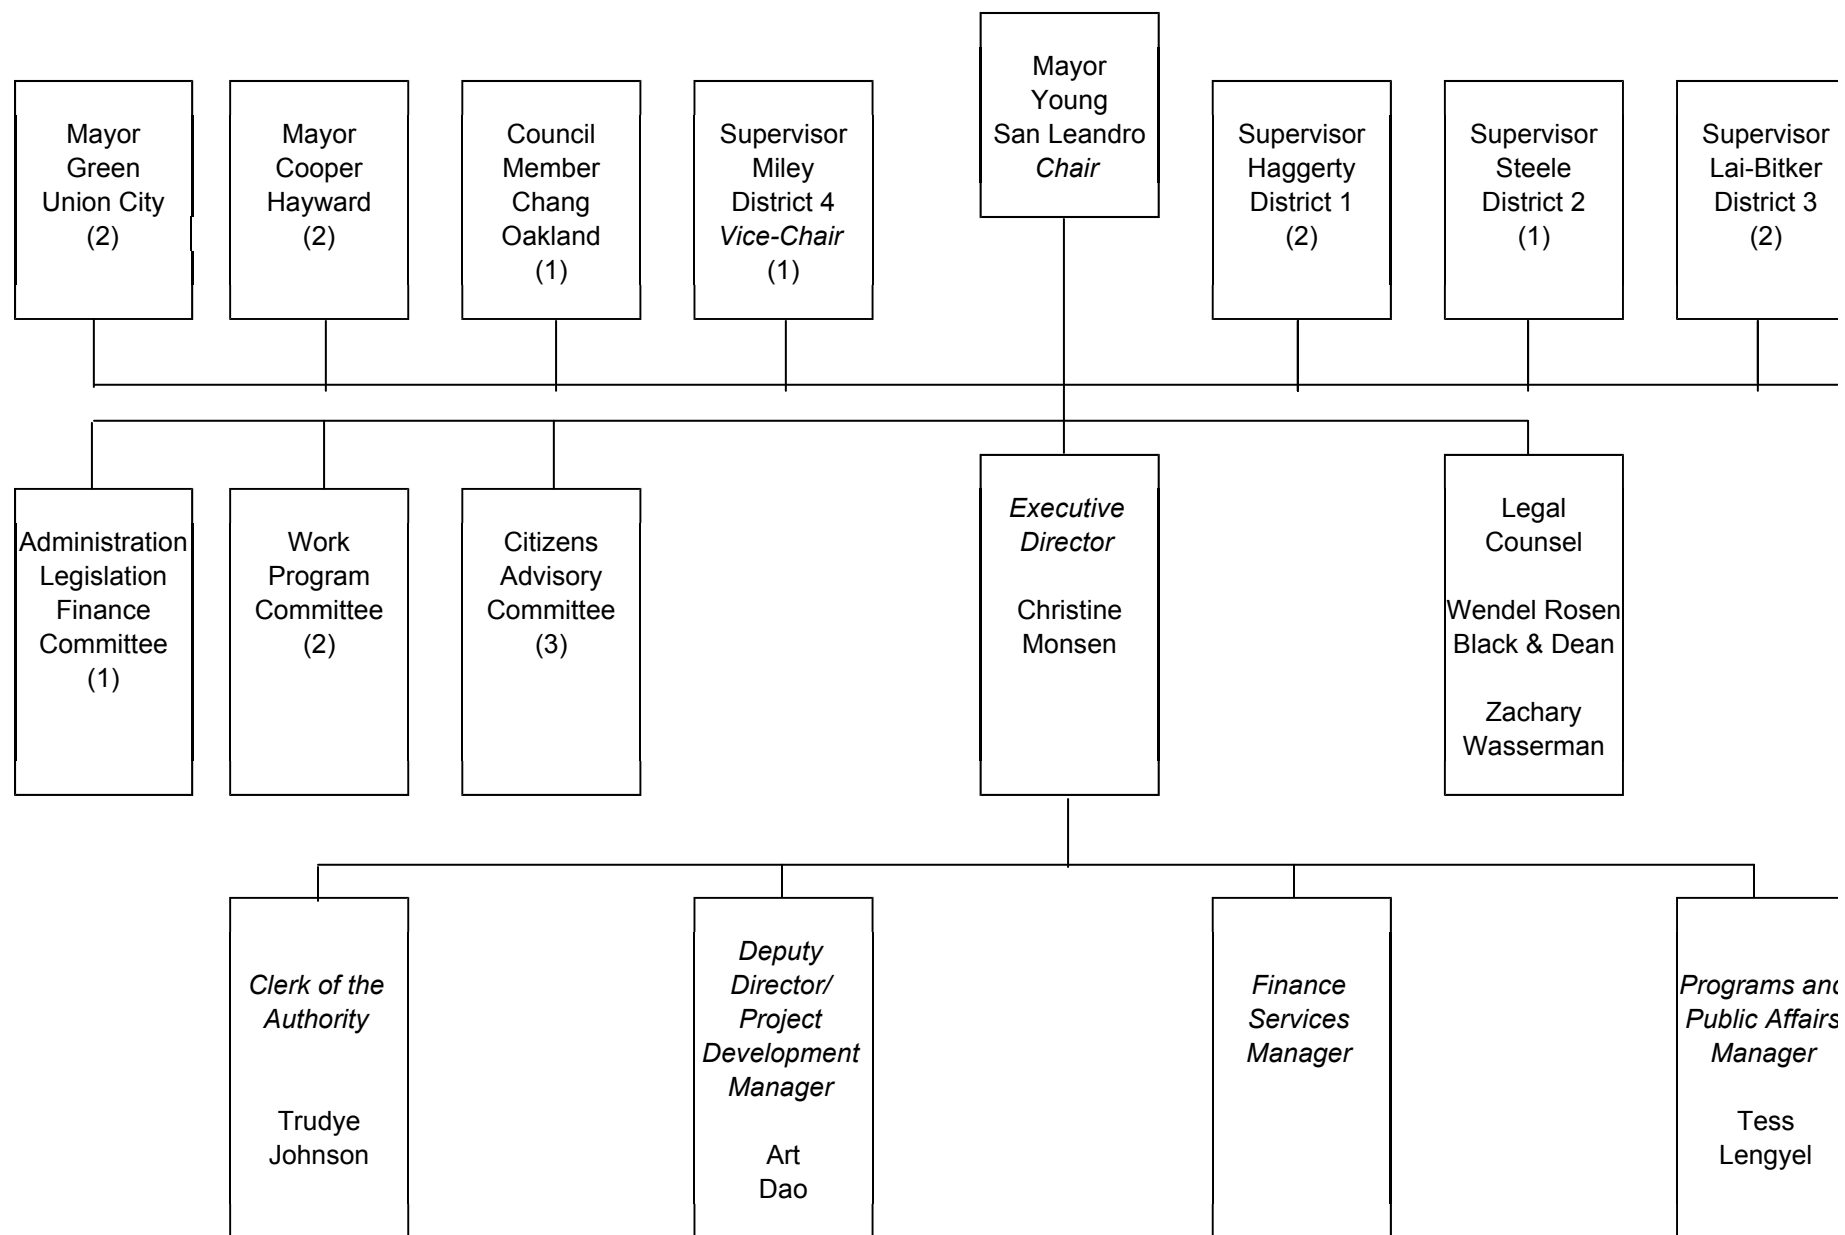 Mayor
Green
Union City
(2)
Mayor
Cooper
Hayward
(2)
Council
Member
Chang
Oakland
(1)
Supervisor
Miley
District 4
Vice-Chair
(1)
Mayor
Young
San Leandro
Chair
Supervisor
Haggerty
District 1
(2)
Supervisor
Steele
District 2
(1)
Supervisor
Lai-Bitker
District 3
(2)
Administration
Legislation
Finance
Committee
(1)
Work
Program
Committee
(2)
Citizens
Advisory
Committee
(3)
Executive
Director
Christine
Monsen
Legal
Counsel
Wendel Rosen
Black & Dean
Zachary
Wasserman
Clerk of the
Authority
Trudye
Johnson
Deputy
Director/
Project
Development
Manager
Art
Dao
Finance
Services
Manager
Programs and
Public Affairs
Manager
Tess
Lengyel